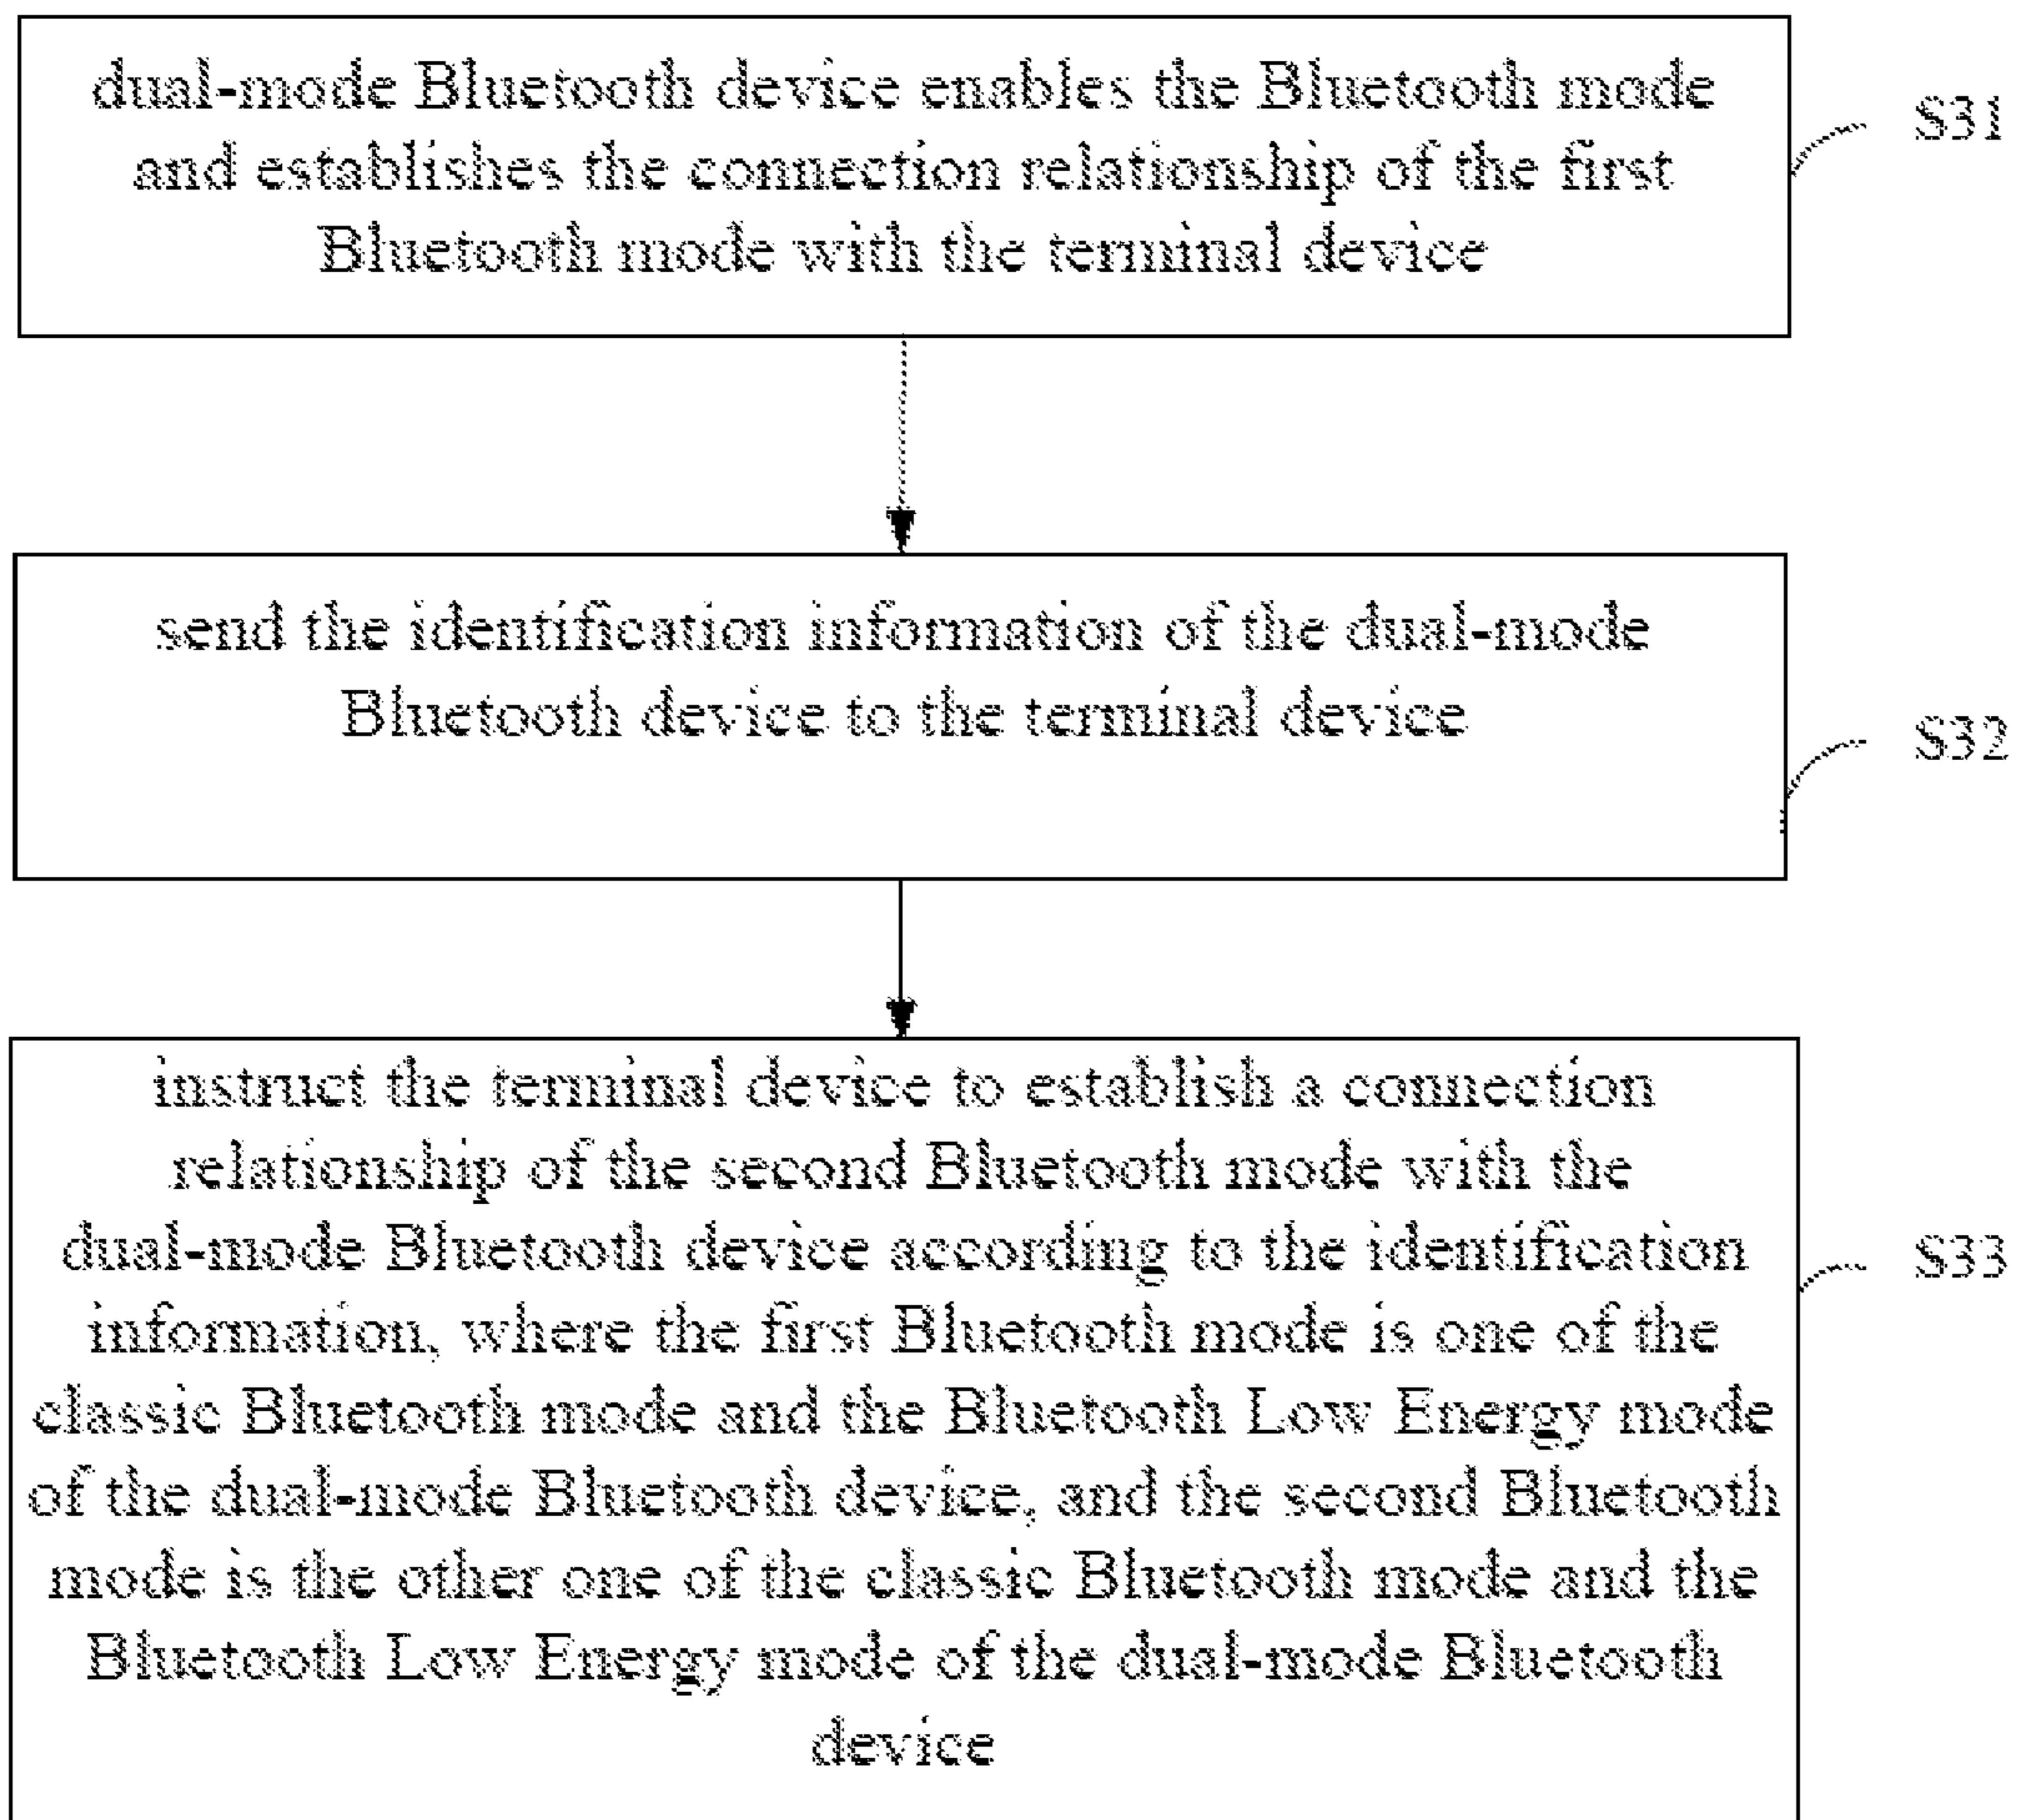 dual-mode Bluetooth device enables the Bluetooth mode
and establishes the connection relationship of the first
Bluetooth mode with the terminal device
S31
send the identification information of the dual-mode
Bluetooth device to the terminal device
S32
instruct the terminal device to establish a connection
relationship of the second Bluetooth mode with the
dual-mode Bluetooth device according to the identification
information, where the first Bluetooth mode is one of the
classic Bluetooth mode and the Bluetooth Low Energy mode
of the dual-mode Bluetooth device, and the second Bluetooth
mode is the other one of the classic Bluetooth mode and the
Bluetooth Low Energy mode of the dual-mode Bluetooth
device
S33